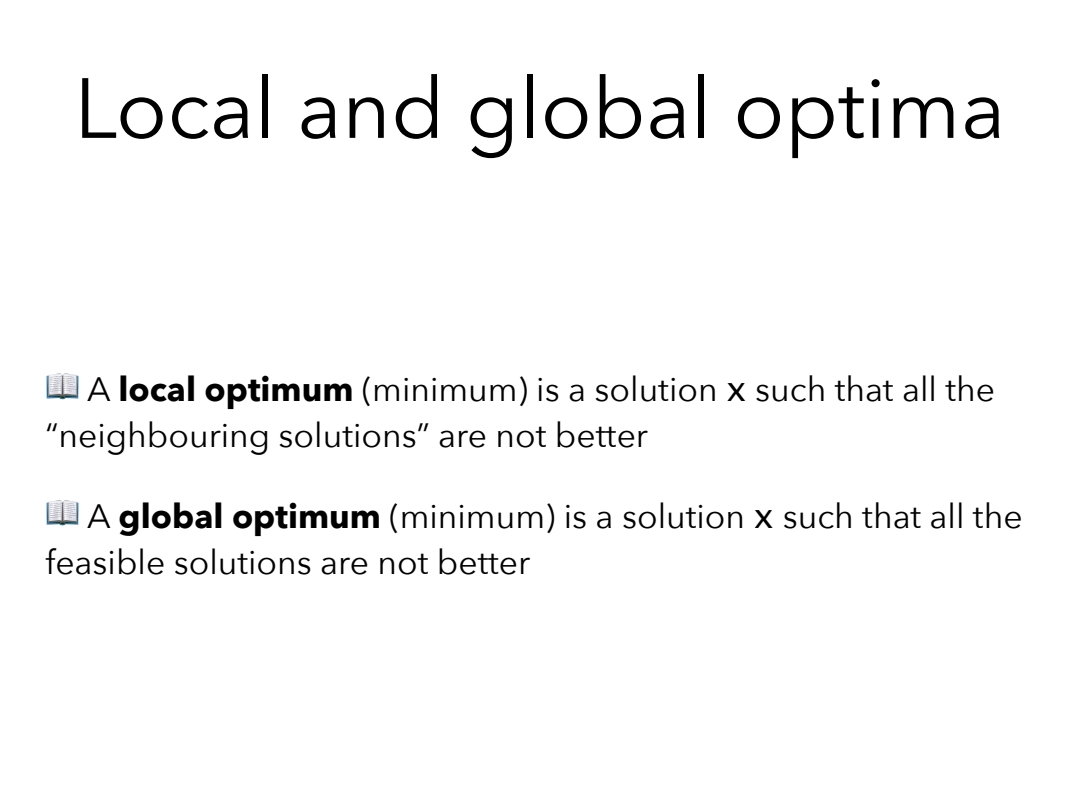 Local and global optima
📖 A local optimum (minimum) is a solution x such that all the
“neighbouring solutions” are not better
📖 A global optimum (minimum) is a solution x such that all the
feasible solutions are not better